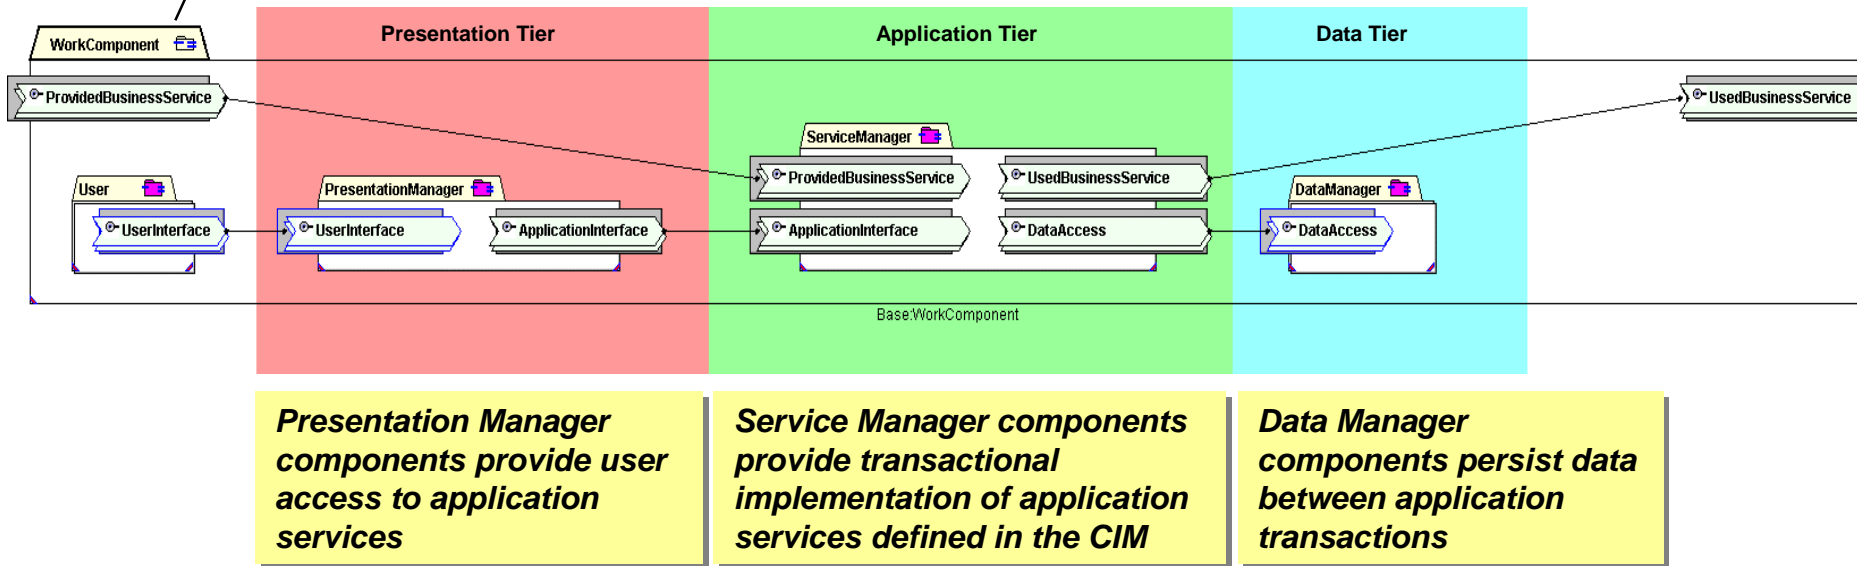 Presentation Tier
Application Tier
Data Tier
WorkComponent
ProvidedBusinessService
UsedBusinessService
ServiceManager
ProvidedBusinessService
UsedBusinessService
User
PresentationManager
DataManager
UserInterface
UserInterface
ApplicationInterface
ApplicationInterface
DataAccess
DataAccess
Base:WorkComponent
Presentation Manager
components provide user
access to application
services
Service Manager components
provide transactional
implementation of application
services defined in the CIM
Data Manager
components persist data
between application
transactions